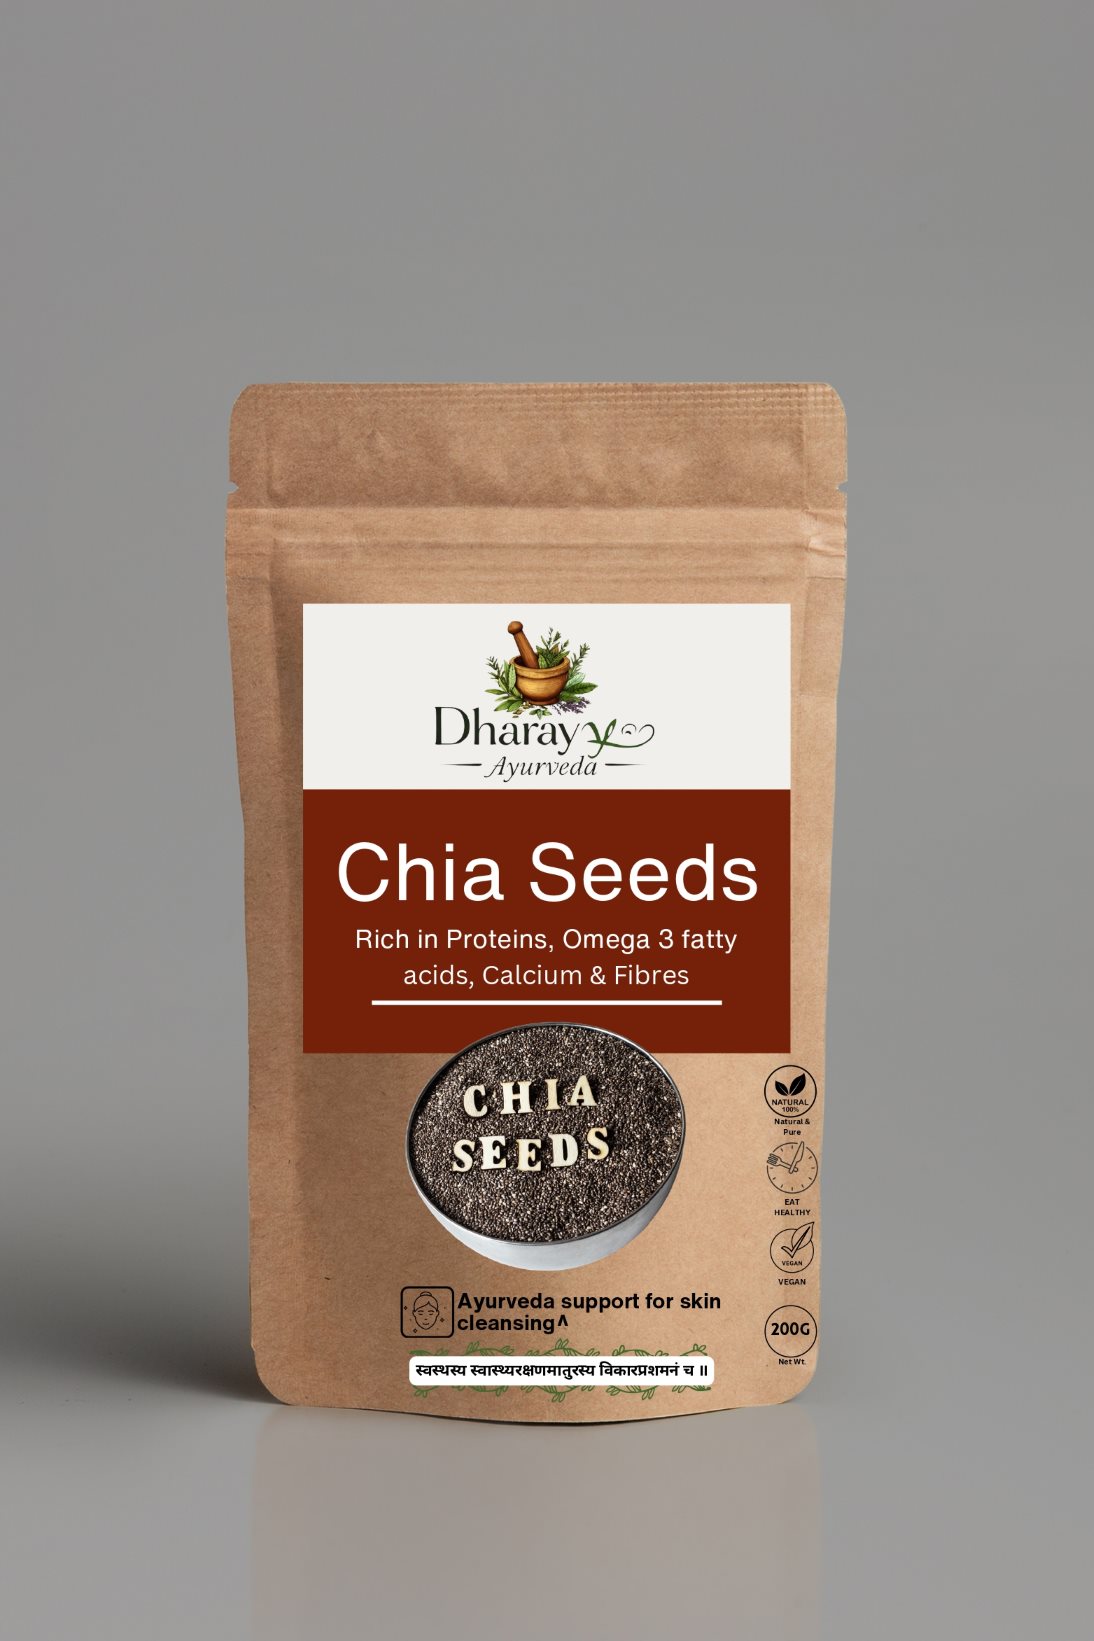 Dharayu
Ayurveda
Chia Seeds
Rich in Proteins, Omega 3 fatty
acids, Calcium & Fibres
CHIA
SEEDS
NATURAL
100%
Natural &
Pure
EAT
HEALTHY
VEGAN
VEGAN
Ayurveda support for skin
cleansing^
200G
Net Wt.
स्वस्थस्य स्वास्थ्यरक्षणमातुरस्य विकारप्रशमनं च ॥